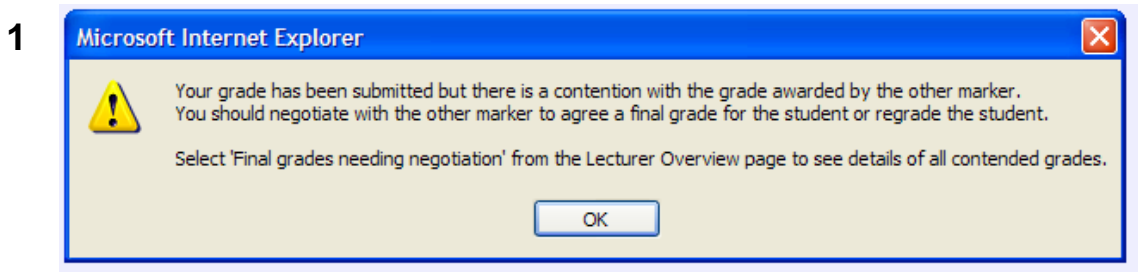 1
Microsoft Internet Explorer
Your grade has been submitted but there is a contention with the grade awarded by the other marker.
You should negotiate with the other marker to agree a final grade for the student or regrade the student.
Select 'Final grades needing negotiation' from the Lecturer Overview page to see details of all contended grades.
OK